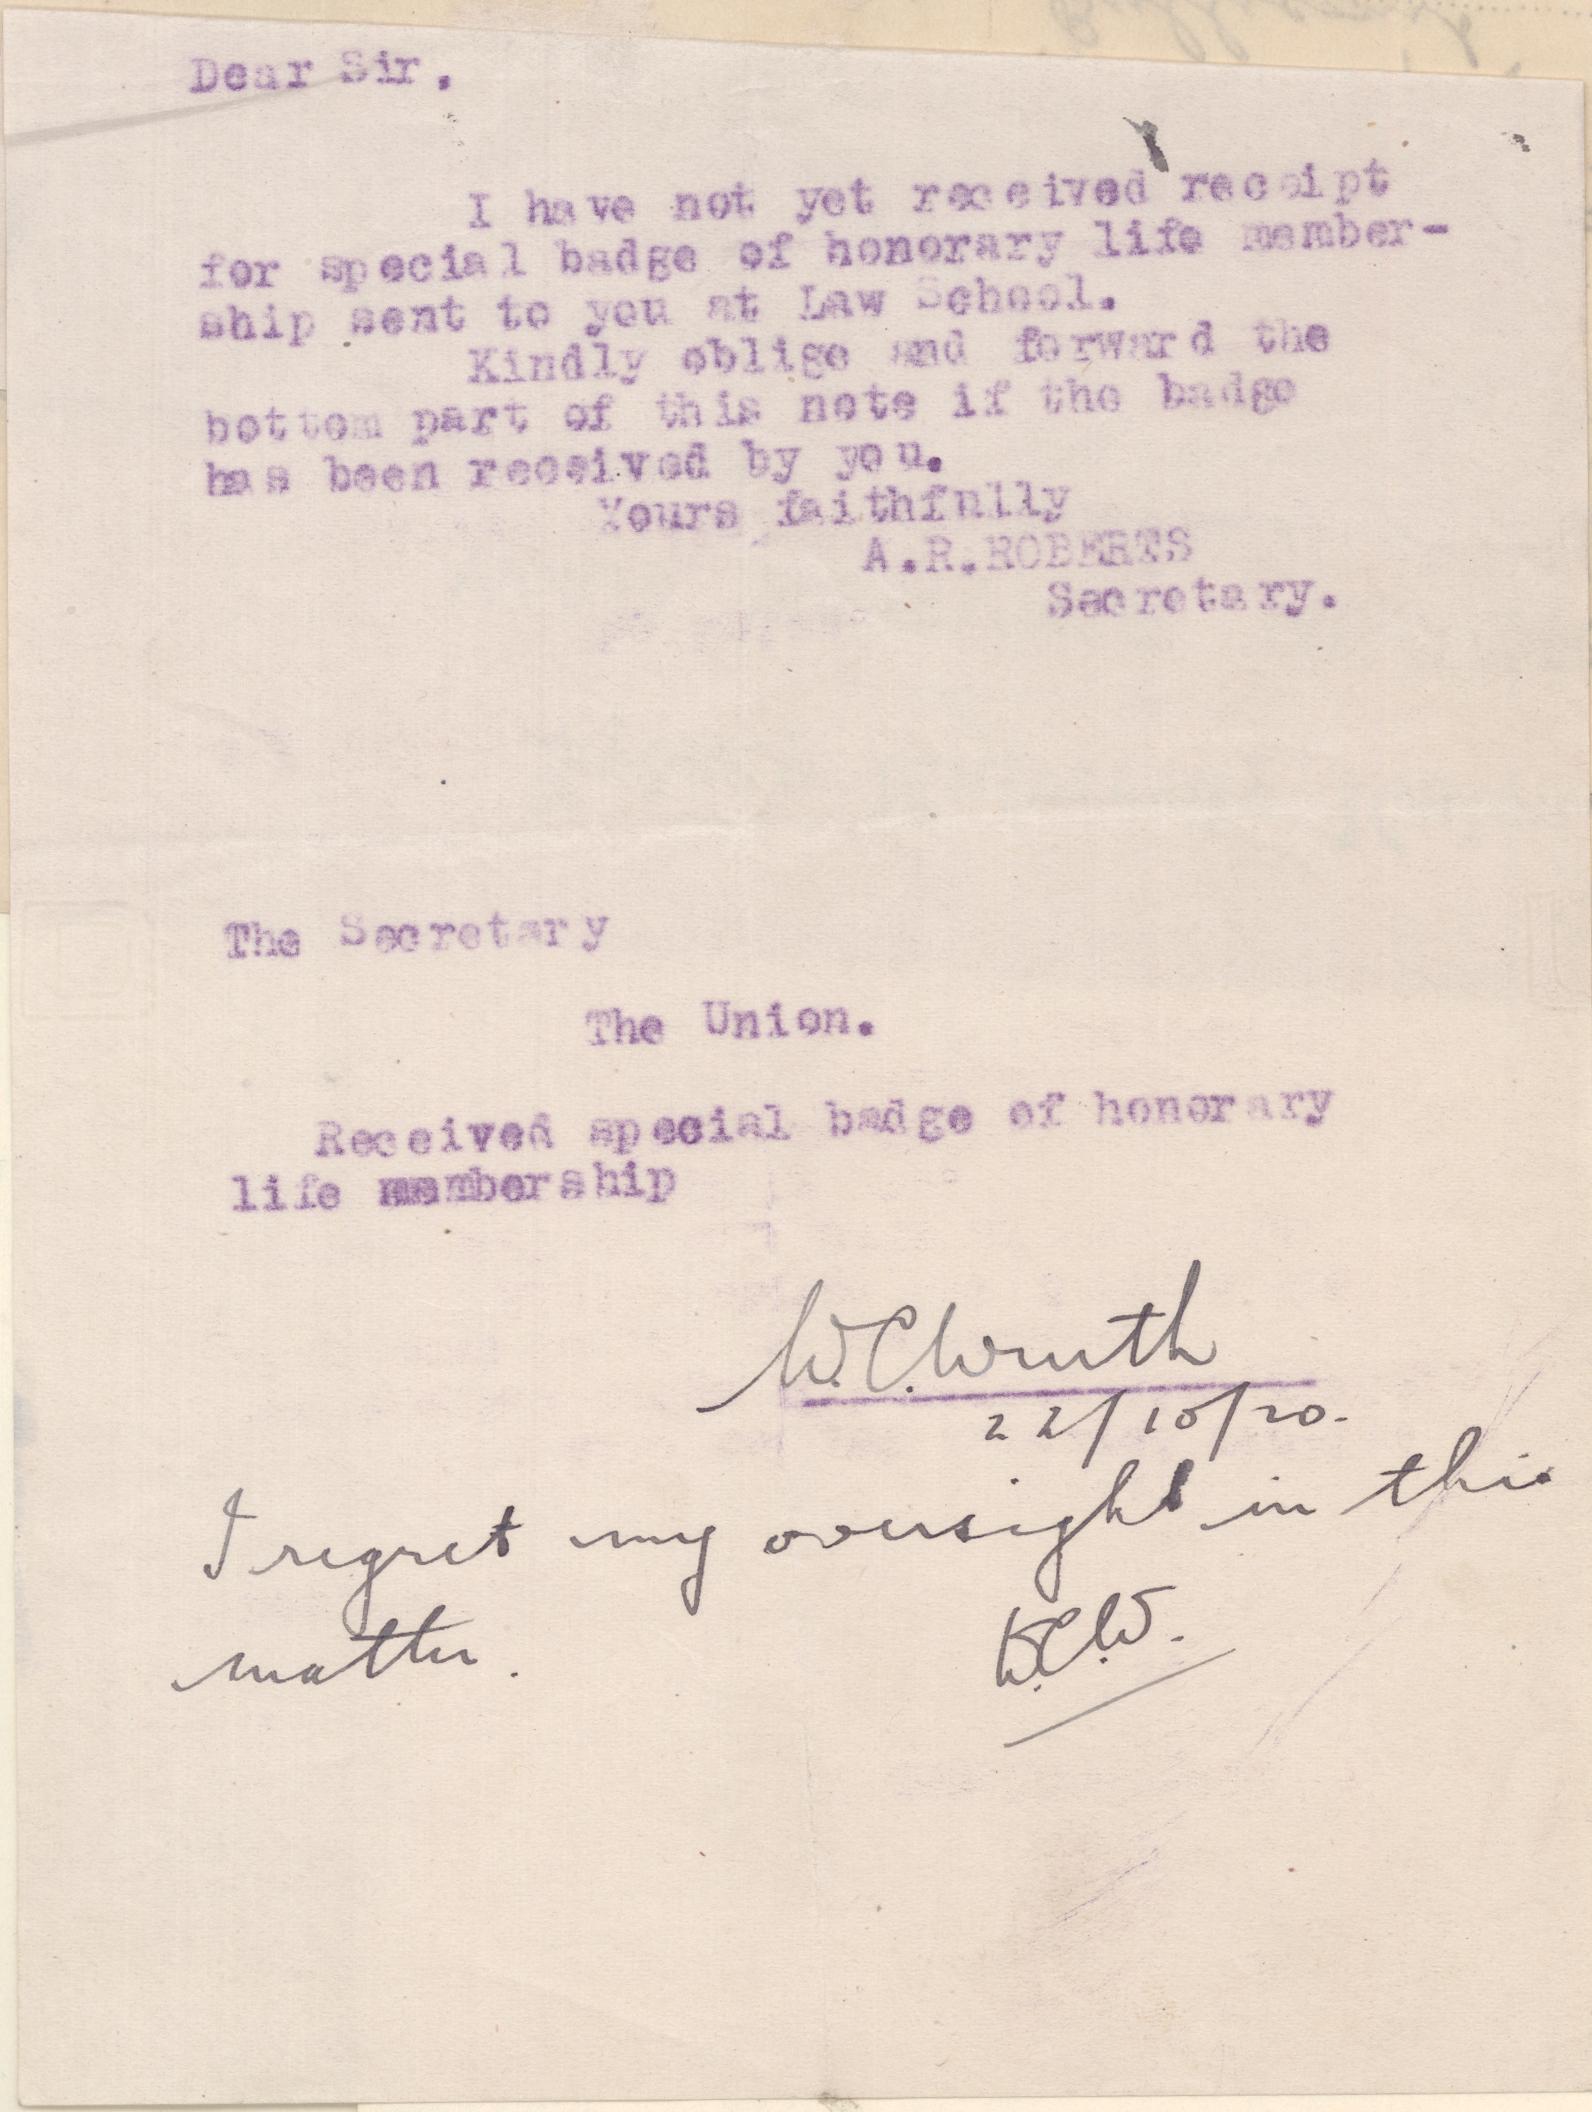 Dear Sir.
I have not yet received receipt
for special badge of honorary life member-
ship sent to you at Law School.
Kindly oblige and forward the
bottom part of this note if the badge
has been received by you.
Yours faithfully
A.R.ROBERTS
Secretary.
The Secretary
The Union.
Received special badge of honorary
life membership
W.C.Wruth
22/10/20.
I regret my oversight in this
matter.
W.C.W.